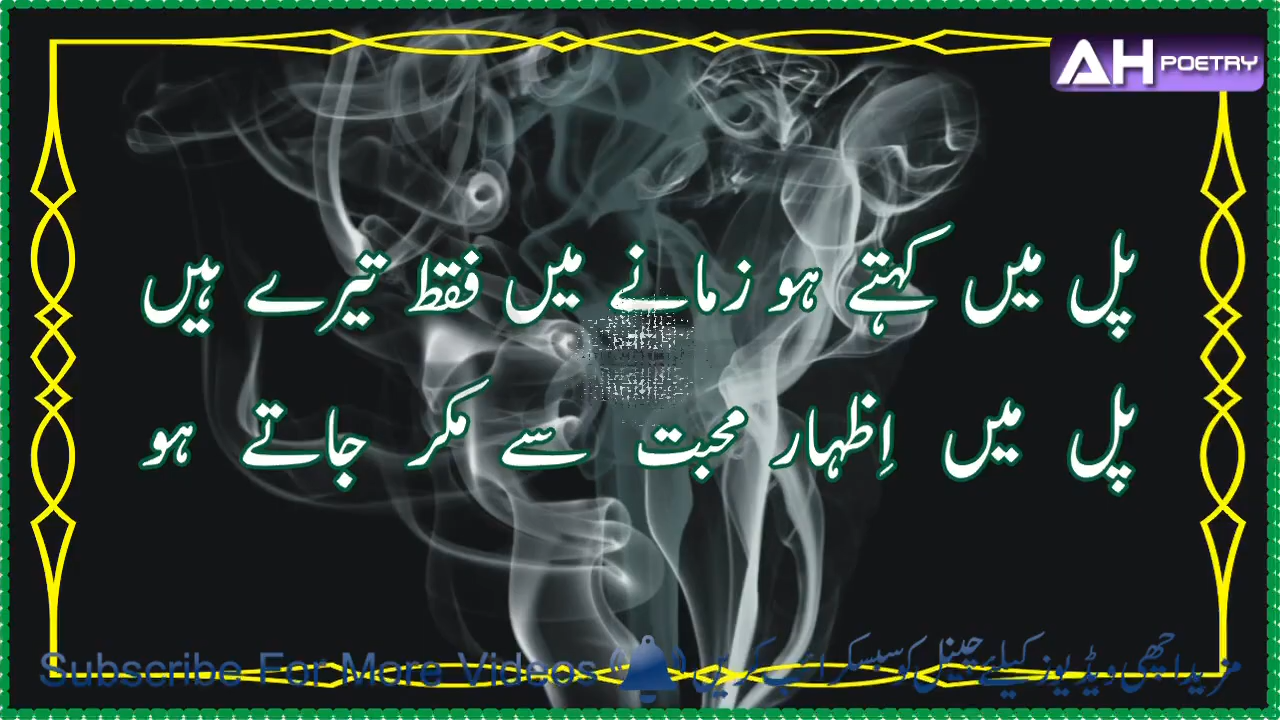 AH POETRY
پل میں کہتے ہو زمانے میں فقط تیرے ہیں
پل میں اِظہار محبت سے مکر جاتے ہو
Subscribe For More Videos مزید اچھی ویڈیوز کیلئے چینل کو سبسکرائب کریں